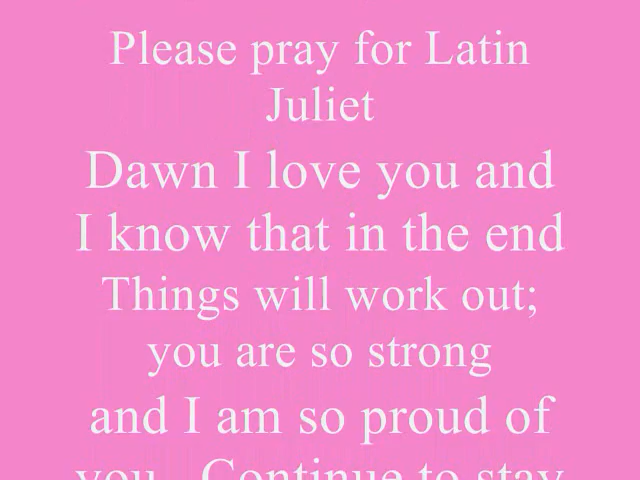 Please pray for Latin
Juliet
Dawn I love you and
I know that in the end
Things will work out;
you are so strong
and I am so proud of
you. Continue to stay